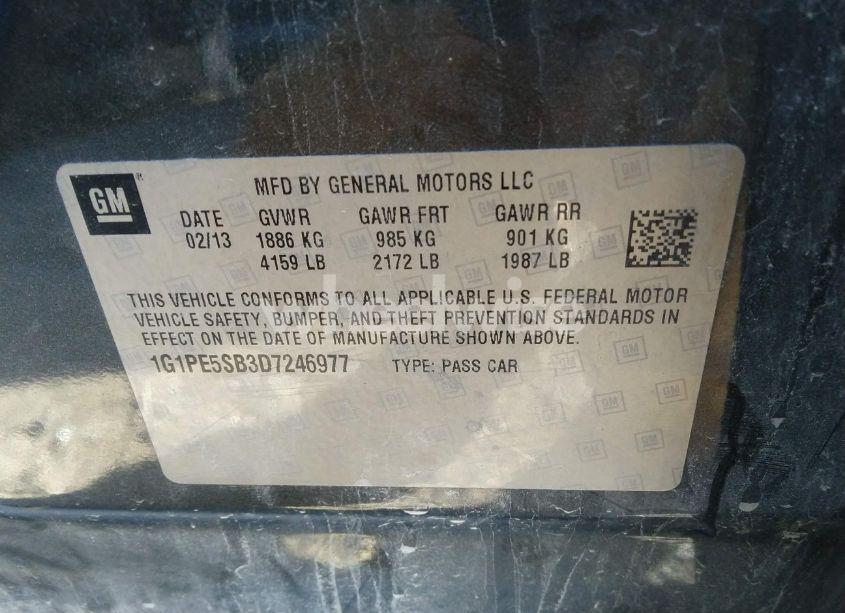 GM
MFD BY GENERAL MOTORS LLC
DATE GVWR GAWR FRT GAWR RR
02/13 1886 KG 985 KG 901 KG
4159 LB 2172 LB 1987 LB
THIS VEHICLE CONFORMS TO ALL APPLICABLE U.S. FEDERAL MOTOR
VEHICLE SAFETY, BUMPER, AND THEFT PREVENTION STANDARDS IN
EFFECT ON THE DATE OF MANUFACTURE SHOWN ABOVE.
1G1PE5SB3D7246977 TYPE: PASS CAR